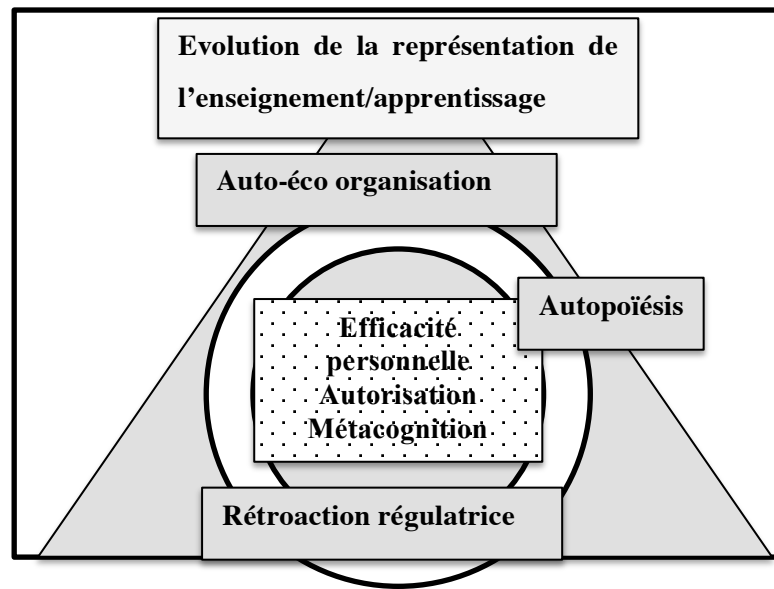 Evolution de la représentation de
l'enseignement/apprentissage
Auto-éco organisation
Autopoïésis
Efficacité
personnelle
Autorisation
Métacognition
Rétroaction régulatrice